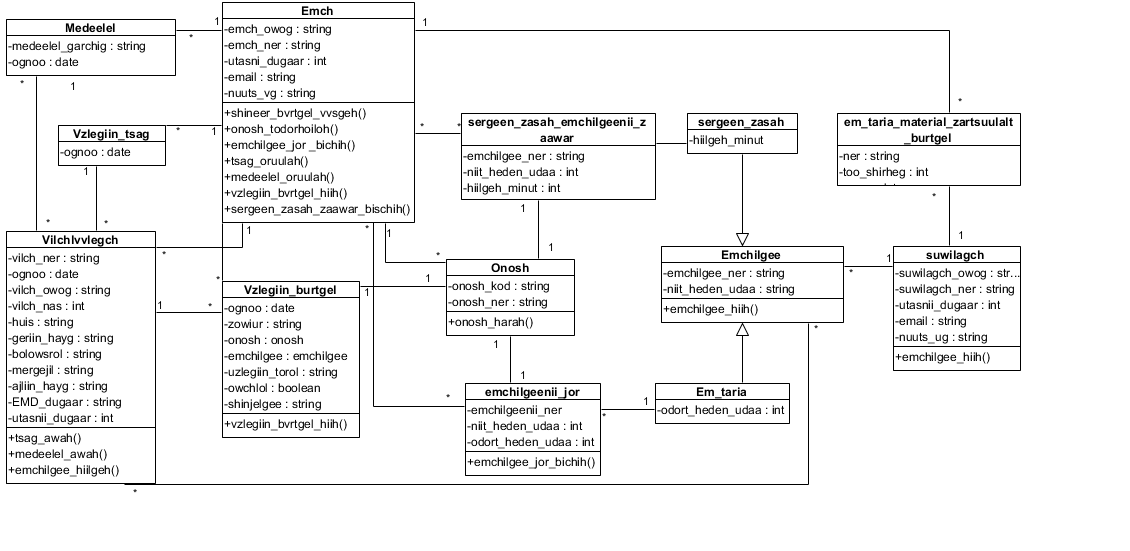 Medeelel
-medeelel_garchig : string
-ognoo : date
Emch
-emch_owog : string
-emch_ner : string
-utasni_dugaar : int
-email : string
-nuuts_vg : string
+shineer_bvrtgel_vvsgeh()
+onosh_todorhoiloh()
+emchilgee_jor _bichih()
+tsag_oruulah()
+medeelel_oruulah()
+vzlegiin_bvrtgel_hiih()
+sergeen_zasah_zaawar_bischih()
Vzlegiin_tsag
-ognoo : date
sergeen_zasah_emchilgeenii_z
aawar
-emchilgee_ner : string
-niit_heden_udaa : int
-hiilgeh_minut : int
sergeen_zasah
-hiilgeh_minut
em_taria_material_zartsuulalt
_burtgel
-ner : string
-too_shirheg : int
Vilchlvvlegch
-vilch_ner : string
-ognoo : date
-vilch_owog : string
-vilch_nas : int
-huis : string
-geriin_hayg : string
-bolowsrol : string
-mergejil : string
-ajliin_hayg : string
-EMD_dugaar : string
-utasnii_dugaar : int
+tsag_awah()
+medeelel_awah()
+emchilgee_hiilgeh()
Vzlegiin_burtgel
-ognoo : date
-zowiur : string
-onosh : onosh
-emchilgee : emchilgee
-uzlegiin_torol : string
-owchlol : boolean
-shinjelgee : string
+vzlegiin_bvrtgel_hiih()
Onosh
-onosh_kod : string
-onosh_ner : string
+onosh_harah()
Emchilgee
-emchilgee_ner : string
-niit_heden_udaa : string
+emchilgee_hiih()
suwilagch
-suwilagch_owog : str...
-suwilagch_ner : string
-utasnii_dugaar : int
-email : string
-nuuts_ug : string
+emchilgee_hiih()
emchilgeenii_jor
-emchilgeenii_ner
-niit_heden_udaa : int
-odort_heden_udaa : int
+emchilgee_jor_bichih()
Em_taria
-odort_heden_udaa : int
1
*
1
*
*
1
*
1
*
*
1
*
*
*
1
*
1
*
1
*
1
*
1
1
1
1
*
1
*
1
1
*
*
1
*
1
*
*